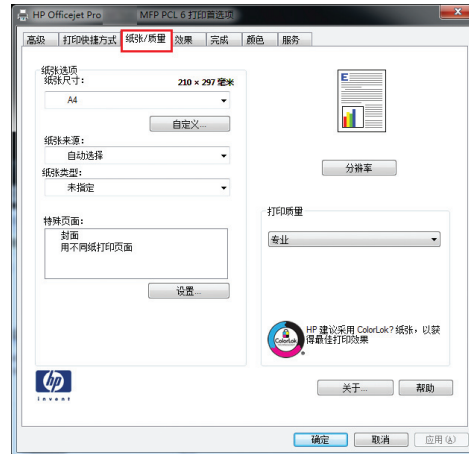 HP Officejet Pro MFP PCL 6 打印首选项
高级 打印快捷方式 纸张/质量 效果 完成 颜色 服务
纸张选项
纸张尺寸: 210 × 297 毫米
A4
自定义...
纸张来源:
自动选择
纸张类型:
未指定
特殊页面:
封面
用不同纸打印页面
设置...
E
分辨率
打印质量
专业
ColorLok
HP 建议采用 ColorLok? 纸张，以获
得最佳打印效果
hp
invent
关于... 帮助
确定 取消 应用(A)